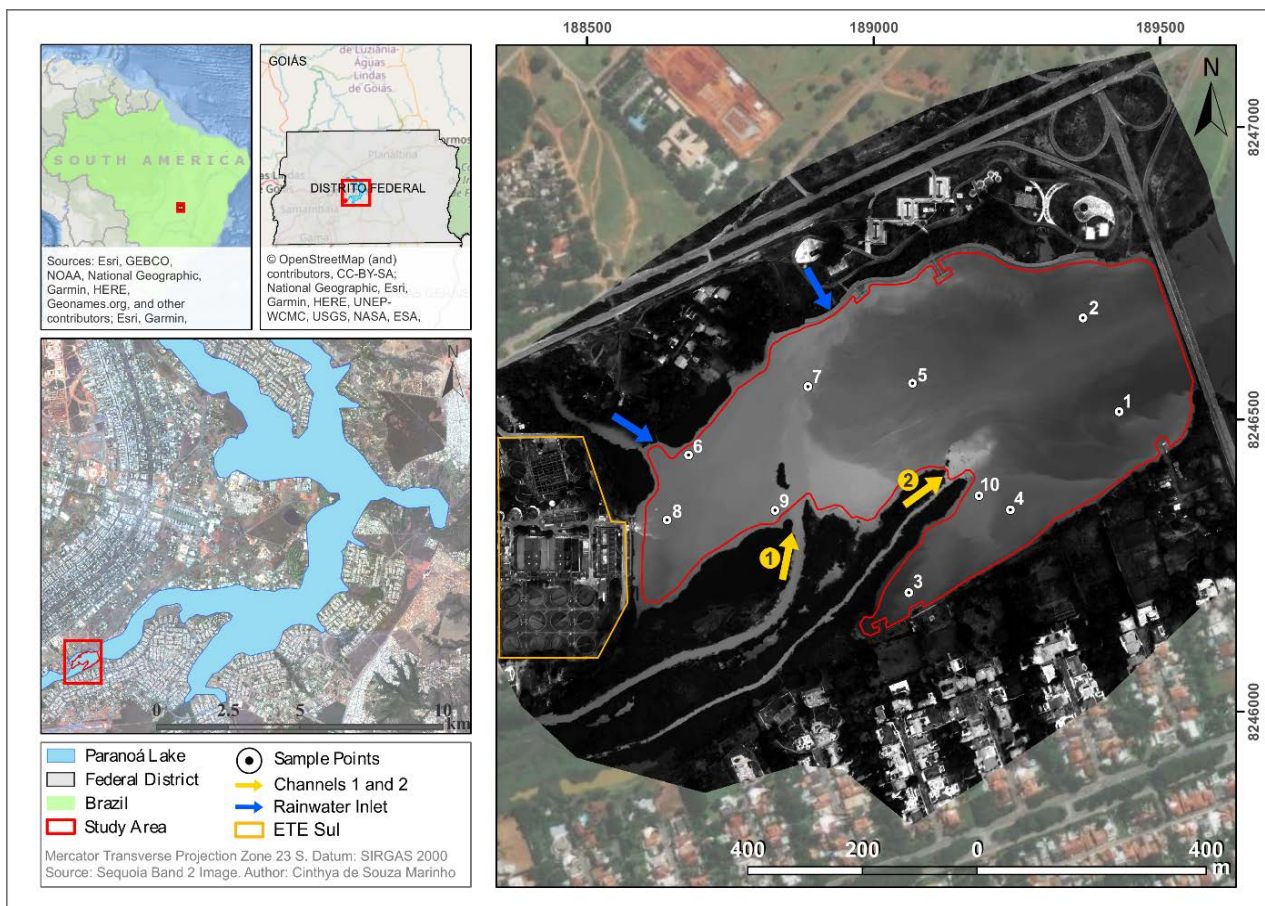 188500
189000
189500
8247000
8246500
8246000
SOUTH AMERICA
Sources: Esri, GEBCO,
NOAA, National Geographic,
Garmin, HERE,
Geonames.org, and other
contributors; Esri, Garmin,
GOIÁS
de Luziânia-
Águas
Lindas
de Goiás
Planaltina
DISTRITO FEDERAL
Samambaia
Gama
© OpenStreetMap (and)
contributors, CC-BY-SA;
National Geographic, Esri,
Garmin, HERE, UNEP-
WCMC, USGS, NASA, ESA,
N
0 2.5 5 10
km
N
2
7
5
1
6
2
10
4
8
9
1
3
400 200 0 400
m
Paranoá Lake
Federal District
Brazil
Study Area
Sample Points
Channels 1 and 2
Rainwater Inlet
ETE Sul
Mercator Transverse Projection Zone 23 S. Datum: SIRGAS 2000
Source: Sequoia Band 2 Image. Author: Cinthya de Souza Marinho